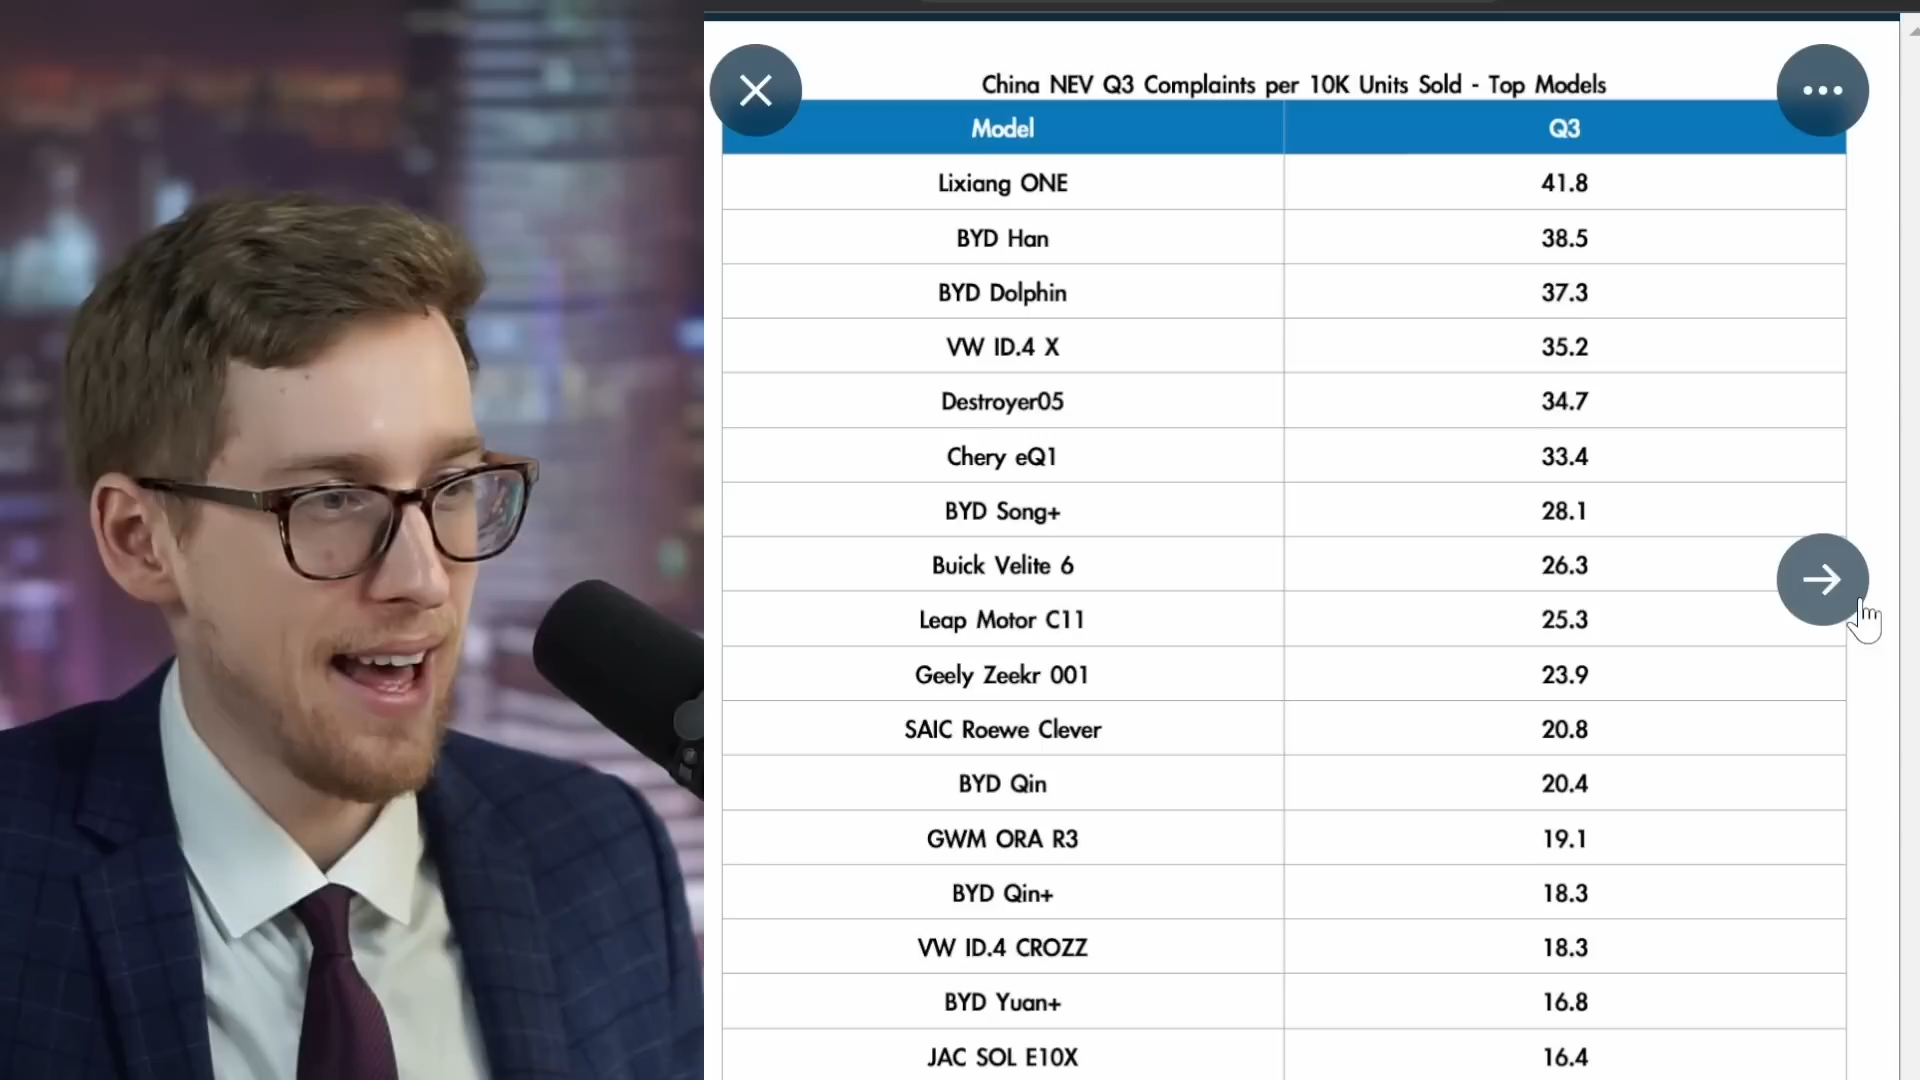 China NEV Q3 Complaints per 10K Units Sold - Top Models
Model Q3
Lixiang ONE 41.8
BYD Han 38.5
BYD Dolphin 37.3
VW ID.4 X 35.2
Destroyer05 34.7
Chery eQ1 33.4
BYD Song+ 28.1
Buick Velite 6 26.3
Leap Motor C11 25.3
Geely Zeekr 001 23.9
SAIC Roewe Clever 20.8
BYD Qin 20.4
GWM ORA R3 19.1
BYD Qin+ 18.3
VW ID.4 CROZZ 18.3
BYD Yuan+ 16.8
JAC SOL E10X 16.4